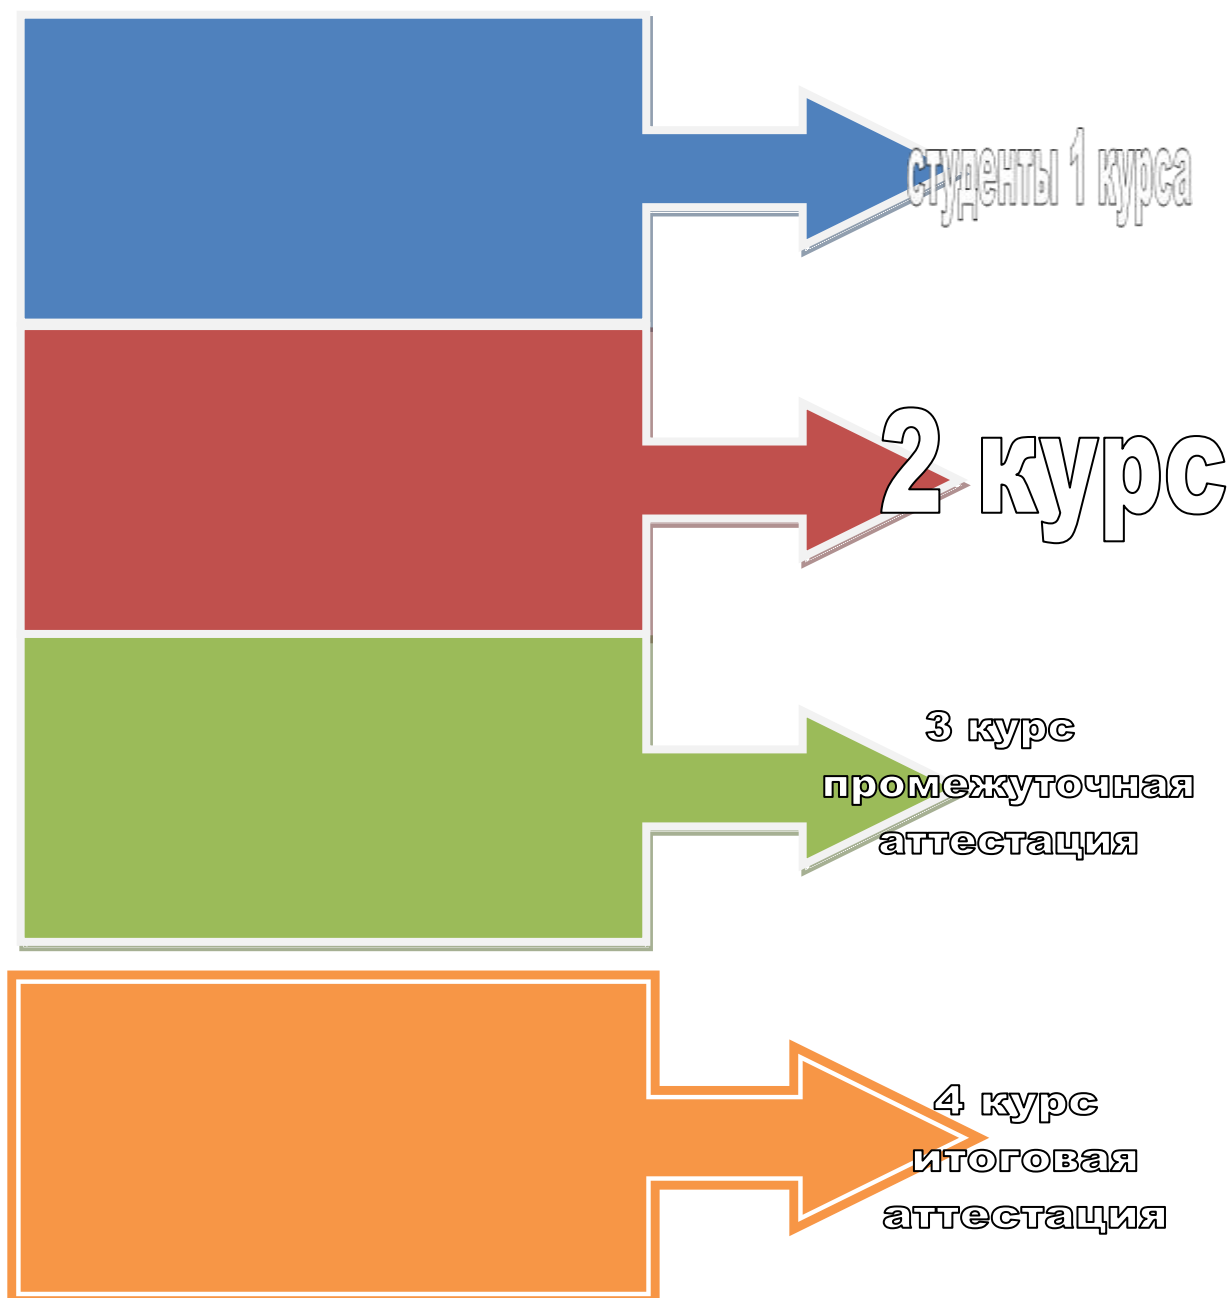 студенты 1 курса
2 курс
3 курс
промежуточная
аттестация
4 курс
итоговая
аттестация